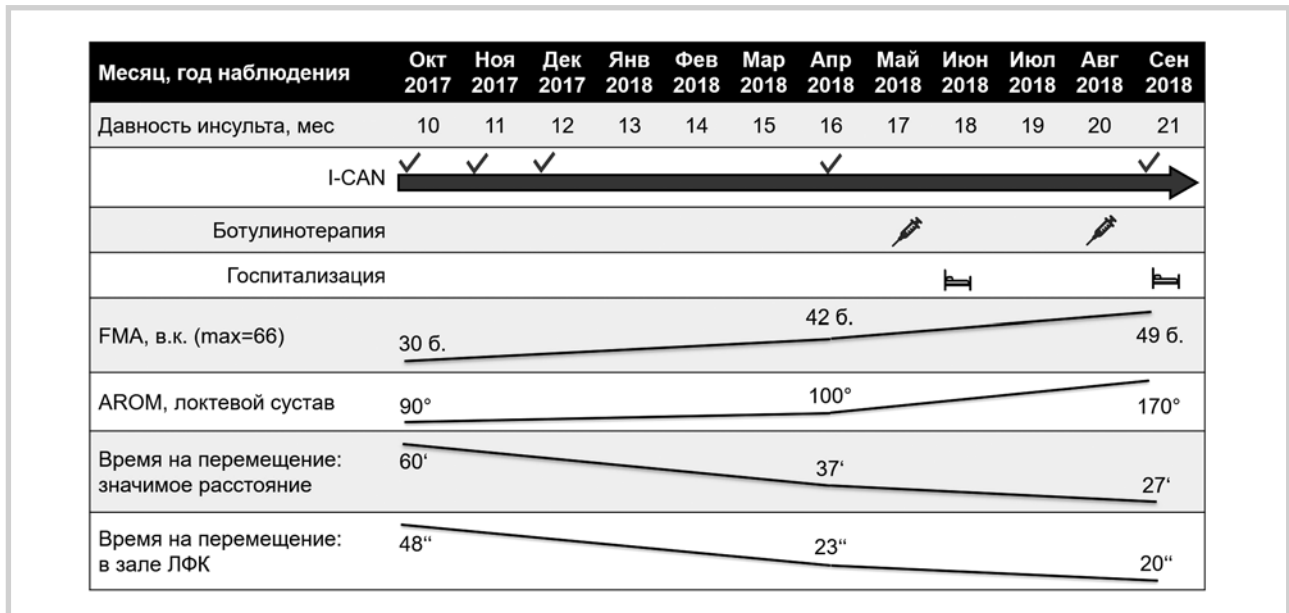 Месяц, год наблюдения Окт 2017 Ноя 2017 Дек 2017 Янв 2018 Фев 2018 Мар 2018 Апр 2018 Май 2018 Июн 2018 Июл 2018 Авг 2018 Сен 2018
Давность инсульта, мес 10 11 12 13 14 15 16 17 18 19 20 21
I-CAN
Ботулинотерапия
Госпитализация
FMA, в.к. (max=66) 30 б. 42 б. 49 б.
AROM, локтевой сустав 90° 100° 170°
Время на перемещение:
значимое расстояние 60‘ 37‘ 27‘
Время на перемещение:
в зале ЛФК 48“ 23“ 20“